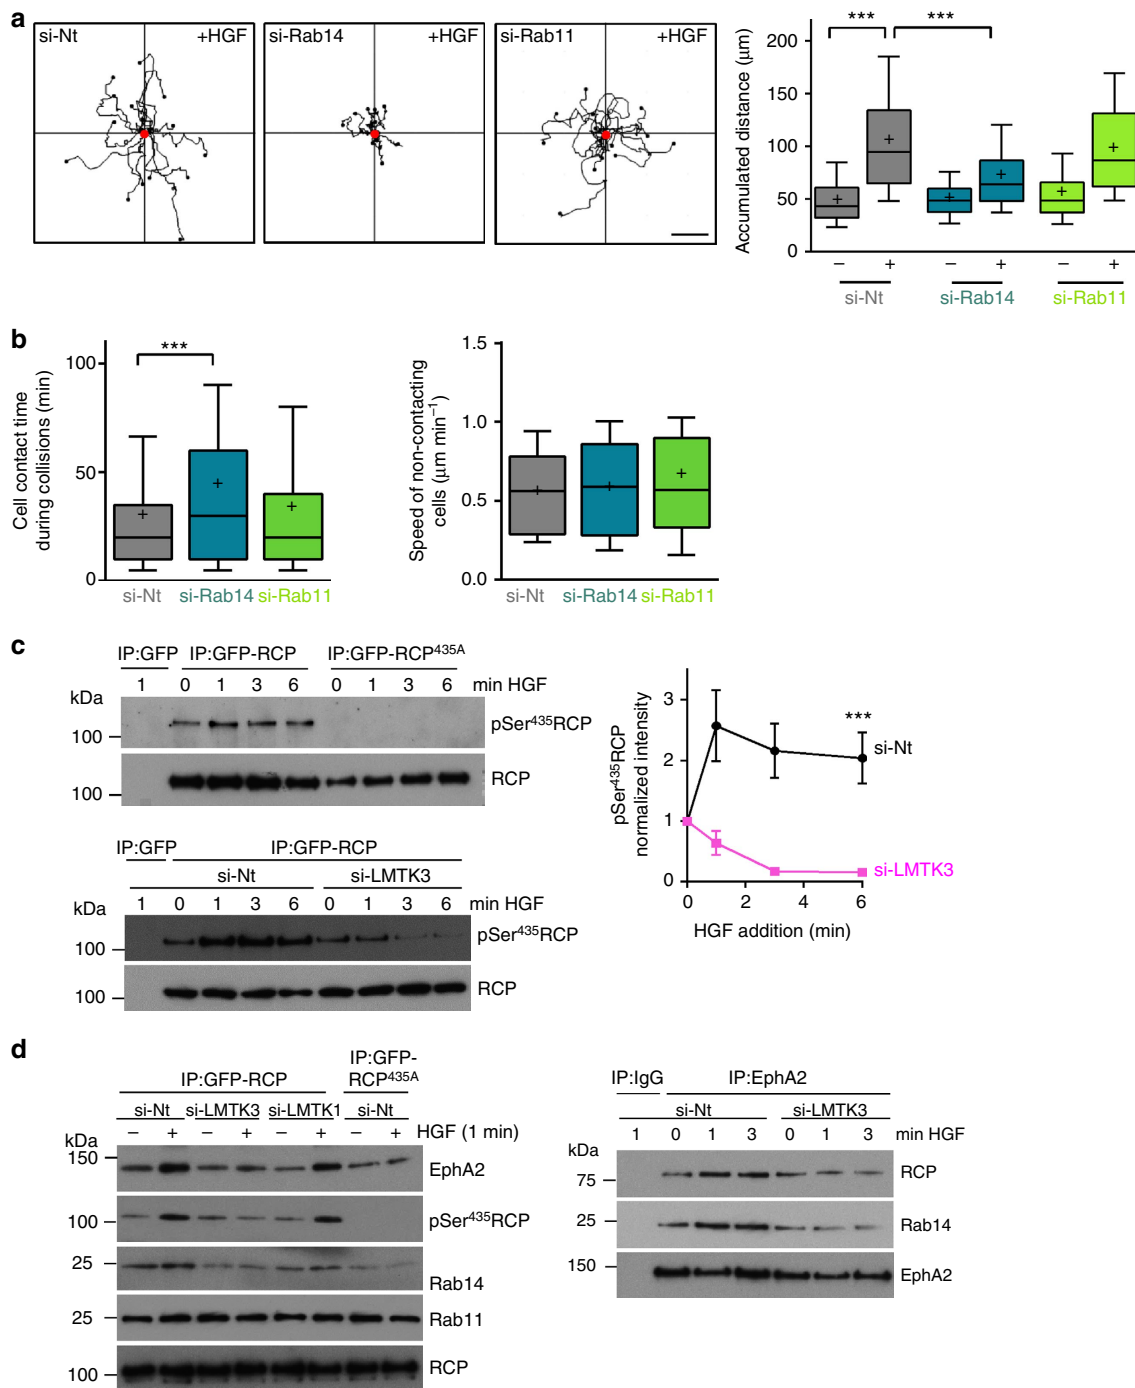 a
si-Nt +HGF
si-Rab14 +HGF
si-Rab11 +HGF
Accumulated distance (µm)
200
150
100
50
0
*** ***
– + – + – +
si-Nt si-Rab14 si-Rab11
b
Cell contact time
during collisions (min)
100
50
0
***
si-Nt si-Rab14 si-Rab11
Speed of non-contacting
cells (µm min⁻¹)
1.5
1.0
0.5
0.0
si-Nt si-Rab14 si-Rab11
c
IP:GFP IP:GFP-RCP IP:GFP-RCP⁴³⁵ᴬ
1 0 1 3 6 0 1 3 6 min HGF
kDa
100 pSer⁴³⁵RCP
100 RCP
IP:GFP IP:GFP-RCP
si-Nt si-LMTK3
1 0 1 3 6 0 1 3 6 min HGF
kDa
100 pSer⁴³⁵RCP
100 RCP
pSer⁴³⁵RCP
normalized intensity
3
2
1
0
***
si-Nt
si-LMTK3
0 2 4 6
HGF addition (min)
d
IP:GFP-RCP
IP:GFP-
RCP⁴³⁵ᴬ
si-Nt si-LMTK3 si-LMTK1 si-Nt
– + – + – + – + HGF (1 min)
kDa
150 EphA2
100 pSer⁴³⁵RCP
25 Rab14
25 Rab11
100 RCP
IP:IgG IP:EphA2
si-Nt si-LMTK3
1 0 1 3 0 1 3 min HGF
kDa
75 RCP
25 Rab14
150 EphA2